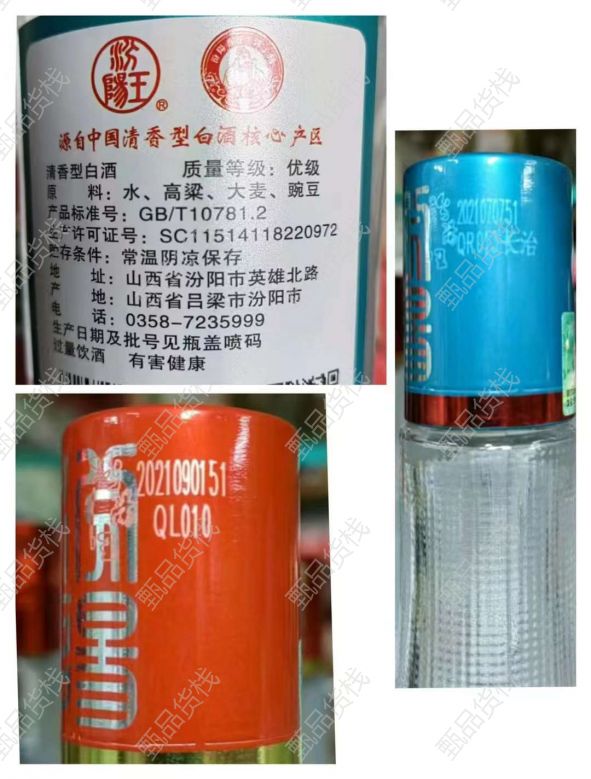 汾陽王®
源自中国清香型白酒核心产区
清香型白酒 质量等级：优级
原料：水、高粱、大麦、豌豆
产品标准号：GB/T10781.2
生产许可证号：SC11514118220972
贮存条件：常温阴凉保存
地址：山西省汾阳市英雄北路
产地：山西省吕梁市汾阳市
电话：0358-7235999
生产日期及批号见瓶盖喷码
过量饮酒 有害健康
2021070751
长治
2021090151
QL010
甄品货栈